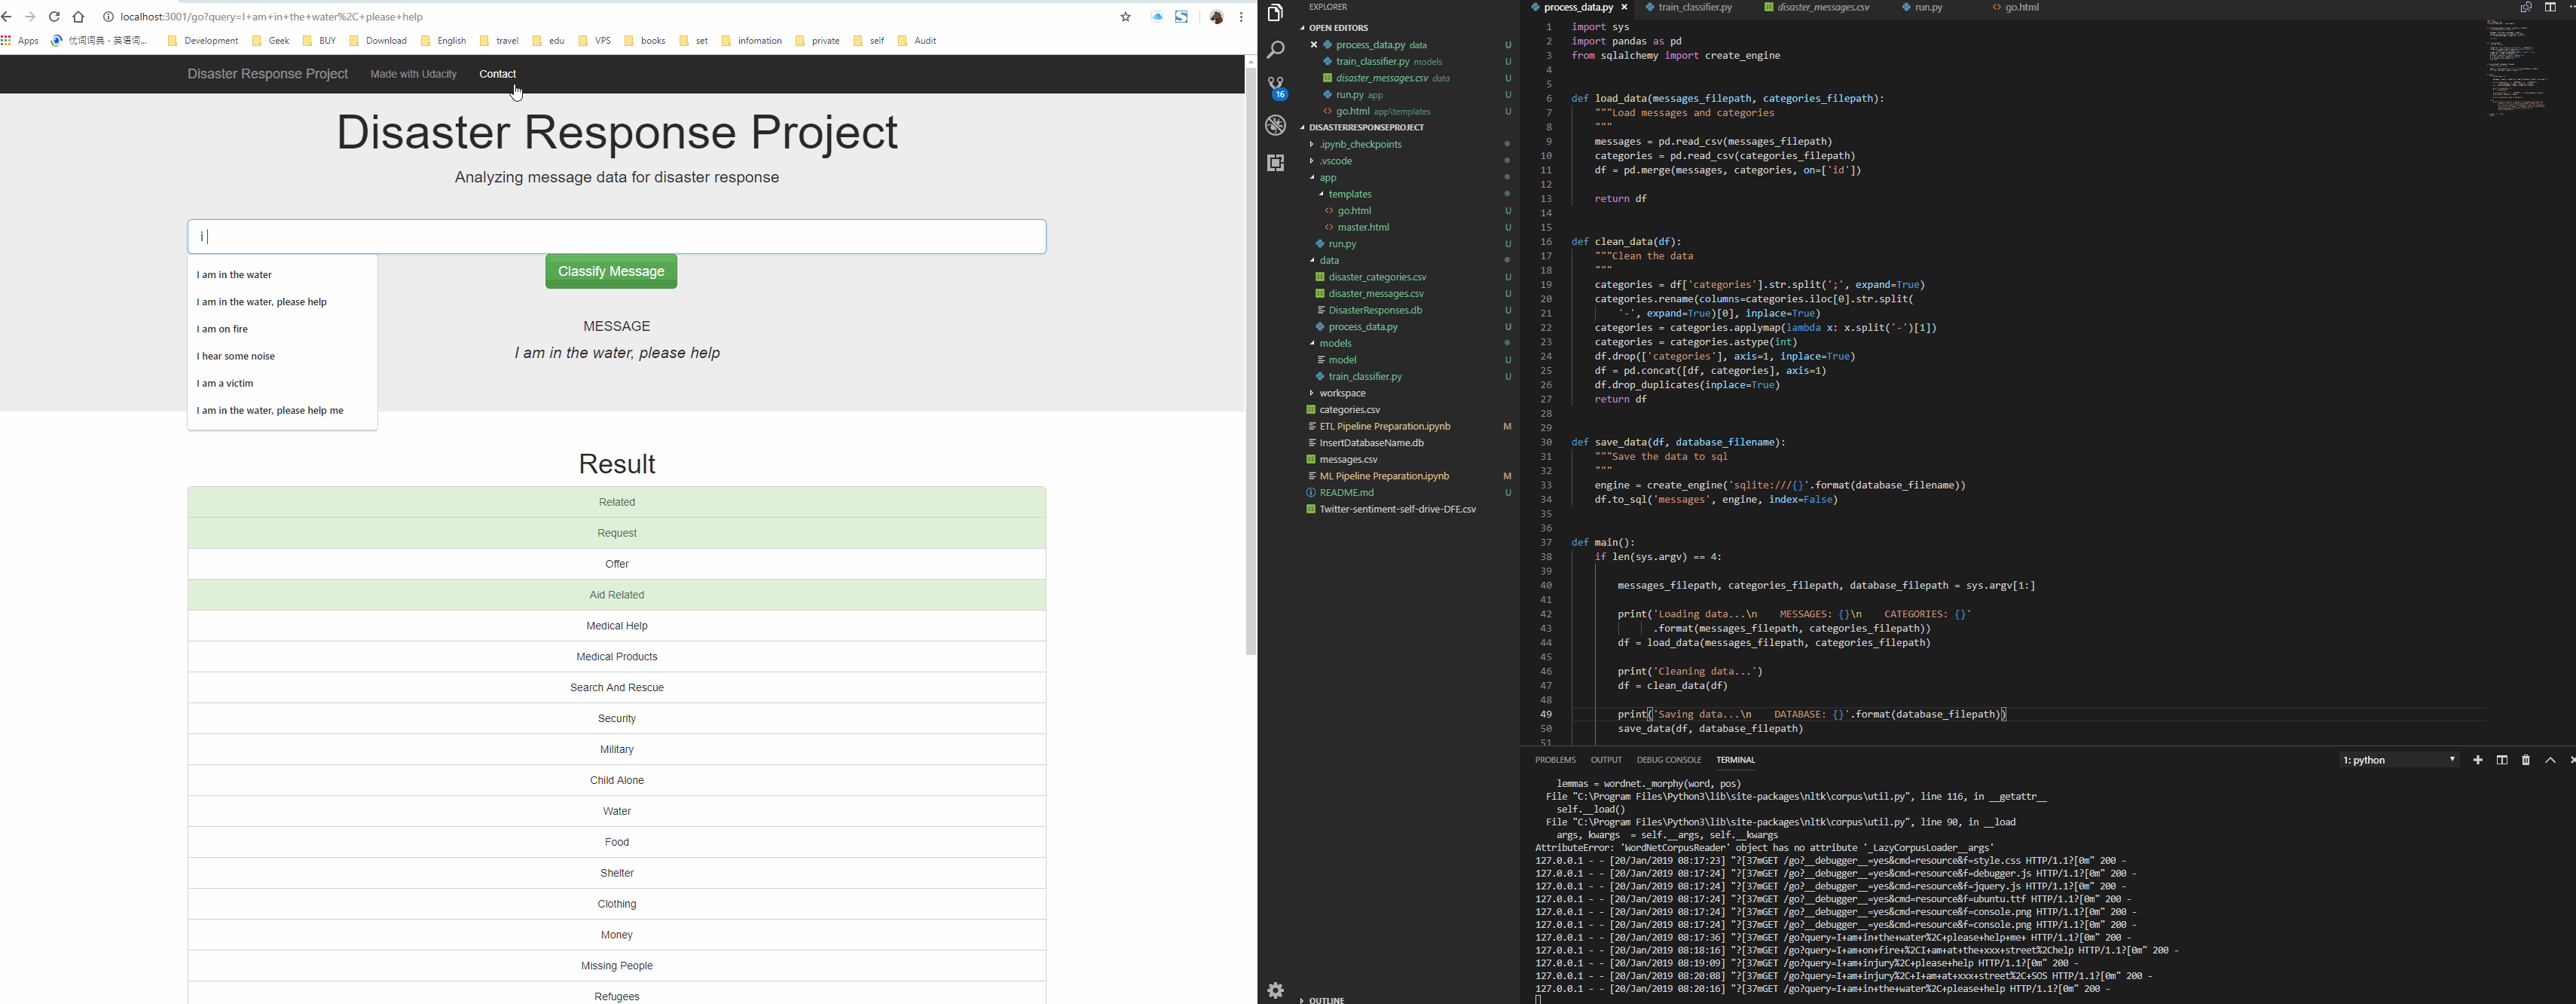 localhost:3001/go?query=I+am+in+the+water%2C+please+help
Apps 优词词典 - 英语词... Development Geek BUY Download English travel edu VPS books set infomation private self Audit
Disaster Response Project Made with Udacity Contact
Disaster Response Project
Analyzing message data for disaster response
i
Classify Message
I am in the water
I am in the water, please help
I am on fire
I hear some noise
I am a victim
I am in the water, please help me
MESSAGE
I am in the water, please help
Result
Related
Request
Offer
Aid Related
Medical Help
Medical Products
Search And Rescue
Security
Military
Child Alone
Water
Food
Shelter
Clothing
Money
Missing People
Refugees
16
EXPLORER
OPEN EDITORS
process_data.py data U
train_classifier.py models U
disaster_messages.csv data U
run.py app U
go.html app\templates U
DISASTERRESPONSEPROJECT
.ipynb_checkpoints
.vscode
app
templates
go.html U
master.html U
run.py U
data
disaster_categories.csv U
disaster_messages.csv U
DisasterResponses.db U
process_data.py U
models
model U
train_classifier.py U
workspace
categories.csv
ETL Pipeline Preparation.ipynb M
InsertDatabaseName.db
messages.csv
ML Pipeline Preparation.ipynb M
README.md U
Twitter-sentiment-self-drive-DFE.csv
OUTLINE
process_data.py train_classifier.py disaster_messages.csv run.py go.html
1 import sys
2 import pandas as pd
3 from sqlalchemy import create_engine
4
5
6 def load_data(messages_filepath, categories_filepath):
7 """Load messages and categories
8 """
9 messages = pd.read_csv(messages_filepath)
10 categories = pd.read_csv(categories_filepath)
11 df = pd.merge(messages, categories, on=['id'])
12
13 return df
14
15
16 def clean_data(df):
17 """Clean the data
18 """
19 categories = df['categories'].str.split(';', expand=True)
20 categories.rename(columns=categories.iloc[0].str.split(
21 '-', expand=True)[0], inplace=True)
22 categories = categories.applymap(lambda x: x.split('-')[1])
23 categories = categories.astype(int)
24 df.drop(['categories'], axis=1, inplace=True)
25 df = pd.concat([df, categories], axis=1)
26 df.drop_duplicates(inplace=True)
27 return df
28
29
30 def save_data(df, database_filename):
31 """Save the data to sql
32 """
33 engine = create_engine('sqlite:///{}'.format(database_filename))
34 df.to_sql('messages', engine, index=False)
35
36
37 def main():
38 if len(sys.argv) == 4:
39
40 messages_filepath, categories_filepath, database_filepath = sys.argv[1:]
41
42 print('Loading data...\n    MESSAGES: {}\n    CATEGORIES: {}'
43 .format(messages_filepath, categories_filepath))
44 df = load_data(messages_filepath, categories_filepath)
45
46 print('Cleaning data...')
47 df = clean_data(df)
48
49 print('Saving data...\n    DATABASE: {}'.format(database_filepath))
50 save_data(df, database_filepath)
51
PROBLEMS OUTPUT DEBUG CONSOLE TERMINAL 1: python
lemmas = wordnet._morphy(word, pos)
File "C:\Program Files\Python3\lib\site-packages\nltk\corpus\util.py", line 116, in __getattr__
self.__load()
File "C:\Program Files\Python3\lib\site-packages\nltk\corpus\util.py", line 90, in __load
args, kwargs  = self.__args, self.__kwargs
AttributeError: 'WordNetCorpusReader' object has no attribute '_LazyCorpusLoader__args'
127.0.0.1 - - [20/Jan/2019 08:17:23] "?[37mGET /go?__debugger__=yes&cmd=resource&f=style.css HTTP/1.1?[0m" 200 -
127.0.0.1 - - [20/Jan/2019 08:17:24] "?[37mGET /go?__debugger__=yes&cmd=resource&f=debugger.js HTTP/1.1?[0m" 200 -
127.0.0.1 - - [20/Jan/2019 08:17:24] "?[37mGET /go?__debugger__=yes&cmd=resource&f=jquery.js HTTP/1.1?[0m" 200 -
127.0.0.1 - - [20/Jan/2019 08:17:24] "?[37mGET /go?__debugger__=yes&cmd=resource&f=ubuntu.ttf HTTP/1.1?[0m" 200 -
127.0.0.1 - - [20/Jan/2019 08:17:24] "?[37mGET /go?__debugger__=yes&cmd=resource&f=console.png HTTP/1.1?[0m" 200 -
127.0.0.1 - - [20/Jan/2019 08:17:24] "?[37mGET /go?__debugger__=yes&cmd=resource&f=console.png HTTP/1.1?[0m" 200 -
127.0.0.1 - - [20/Jan/2019 08:17:36] "?[37mGET /go?query=I+am+in+the+water%2C+please+help+me+ HTTP/1.1?[0m" 200 -
127.0.0.1 - - [20/Jan/2019 08:18:16] "?[37mGET /go?query=I+am+on+fire+%2CI+am+at+the+xxx+street%2Chelp HTTP/1.1?[0m" 200 -
127.0.0.1 - - [20/Jan/2019 08:19:09] "?[37mGET /go?query=I+am+injury%2C+please+help HTTP/1.1?[0m" 200 -
127.0.0.1 - - [20/Jan/2019 08:20:08] "?[37mGET /go?query=I+am+injury%2C+I+am+at+xxx+street%2C+SOS HTTP/1.1?[0m" 200 -
127.0.0.1 - - [20/Jan/2019 08:20:16] "?[37mGET /go?query=I+am+in+the+water%2C+please+help HTTP/1.1?[0m" 200 -